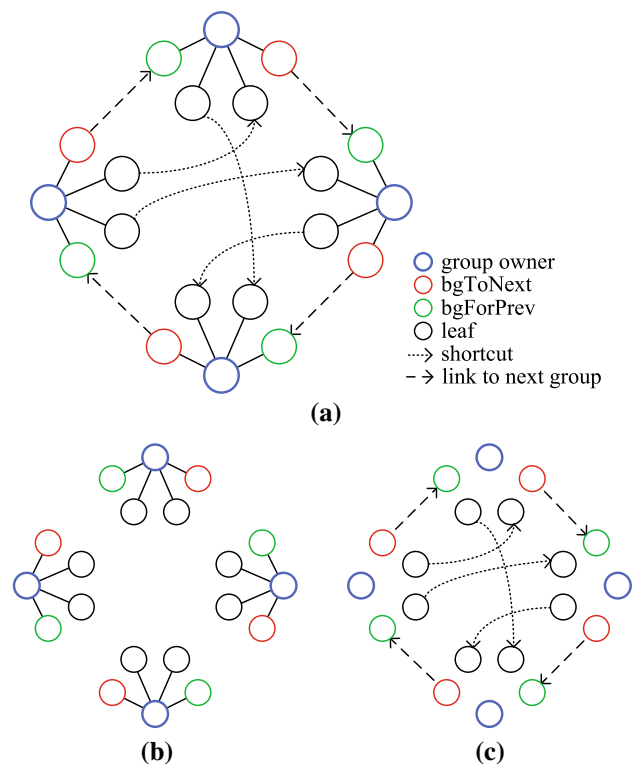 group owner
bgToNext
bgForPrev
leaf
shortcut
link to next group
(a)
(b)
(c)